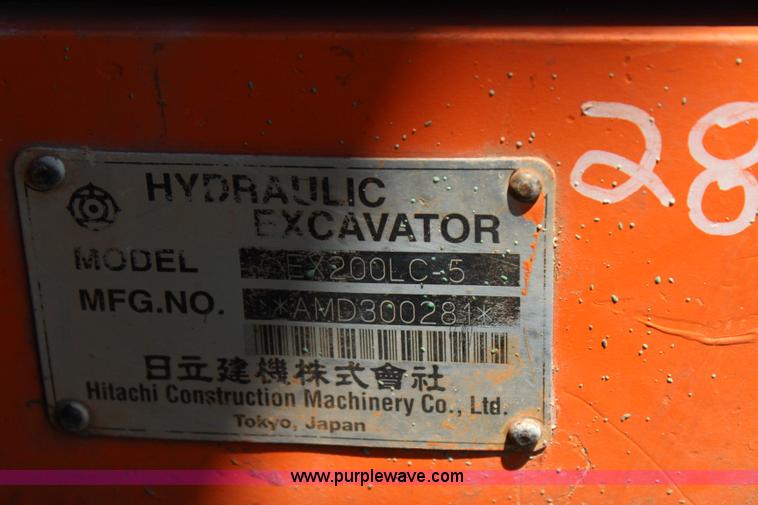 HYDRAULIC
EXCAVATOR
MODEL EX200LC-5
MFG.NO. *AMD300281*
日立建機株式會社
Hitachi Construction Machinery Co., Ltd.
Tokyo, Japan
28
www.purplewave.com